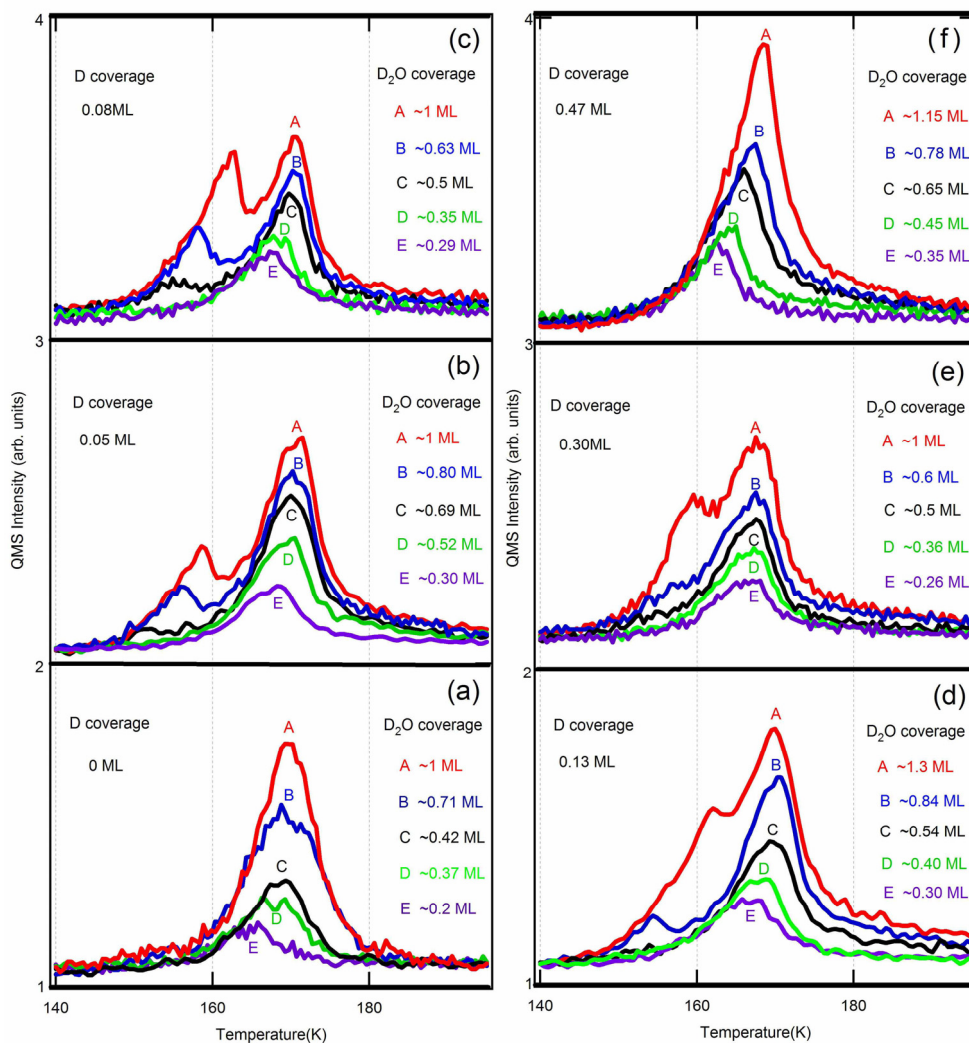 4
(c)
D coverage
0.08ML
D₂O coverage
A ~1 ML
B ~0.63 ML
C ~0.5 ML
D ~0.35 ML
E ~0.29 ML
A
B
C
D
E
3
(b)
D coverage
0.05 ML
D₂O coverage
A ~1 ML
B ~0.80 ML
C ~0.69 ML
D ~0.52 ML
E ~0.30 ML
A
B
C
D
E
QMS Intensity (arb. units)
2
(a)
D coverage
0 ML
D₂O coverage
A ~1 ML
B ~0.71 ML
C ~0.42 ML
D ~0.37 ML
E ~0.2 ML
A
B
C
D
E
1
140 160 180
Temperature(K)
4
(f)
D coverage
0.47 ML
D₂O coverage
A ~1.15 ML
B ~0.78 ML
C ~0.65 ML
D ~0.45 ML
E ~0.35 ML
A
B
C
D
E
3
(e)
D coverage
0.30ML
D₂O coverage
A ~1 ML
B ~0.6 ML
C ~0.5 ML
D ~0.36 ML
E ~0.26 ML
A
B
C
D
E
QMS Intensity (arb. units)
2
(d)
D coverage
0.13 ML
D₂O coverage
A ~1.3 ML
B ~0.84 ML
C ~0.54 ML
D ~0.40 ML
E ~0.30 ML
A
B
C
D
E
1
140 160 180
Temperature(K)